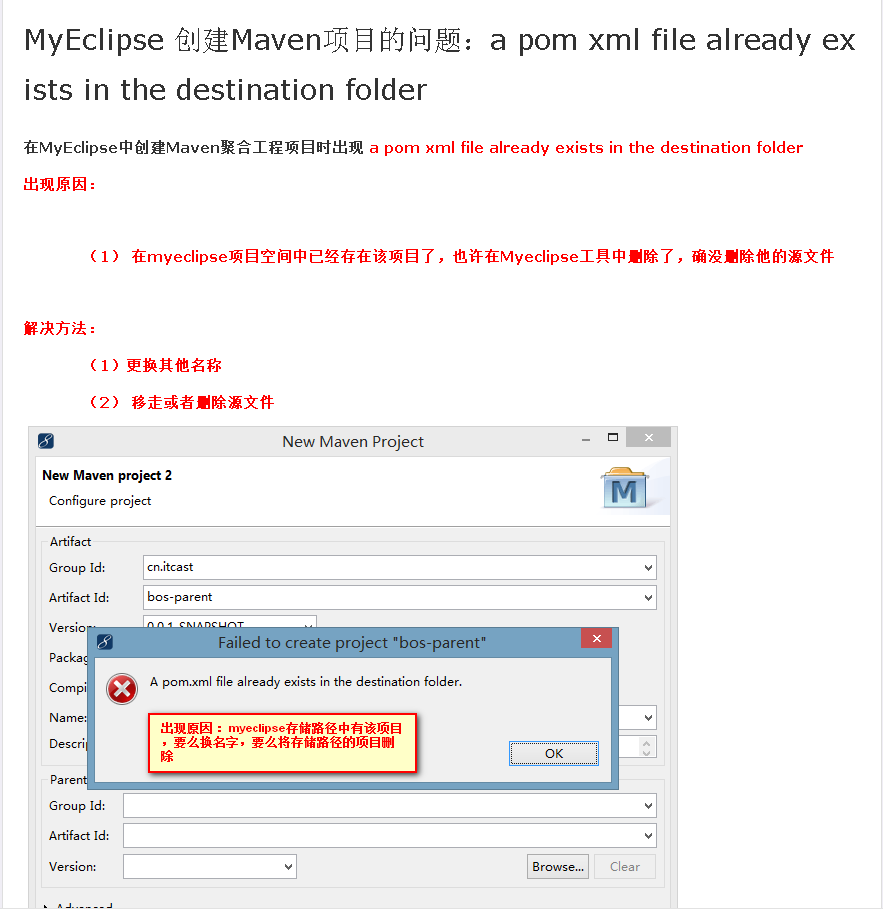 MyEclipse 创建Maven项目的问题：a pom xml file already ex
ists in the destination folder
在MyEclipse中创建Maven聚合工程项目时出现 a pom xml file already exists in the destination folder
出现原因：
（1） 在myeclipse项目空间中已经存在该项目了，也许在Myeclipse工具中删除了，确没删除他的源文件
解决方法：
（1）更换其他名称
（2） 移走或者删除源文件
New Maven Project
New Maven project 2
Configure project
Artifact
Group Id:
cn.itcast
Artifact Id:
bos-parent
Version:
0.0.1-SNAPSHOT
Failed to create project "bos-parent"
A pom.xml file already exists in the destination folder.
Name:
出现原因：myeclipse存储路径中有该项目
，要么换名字，要么将存储路径的项目删
除
OK
Parent
Group Id:
Artifact Id:
Version:
Browse...
Clear
Advanced